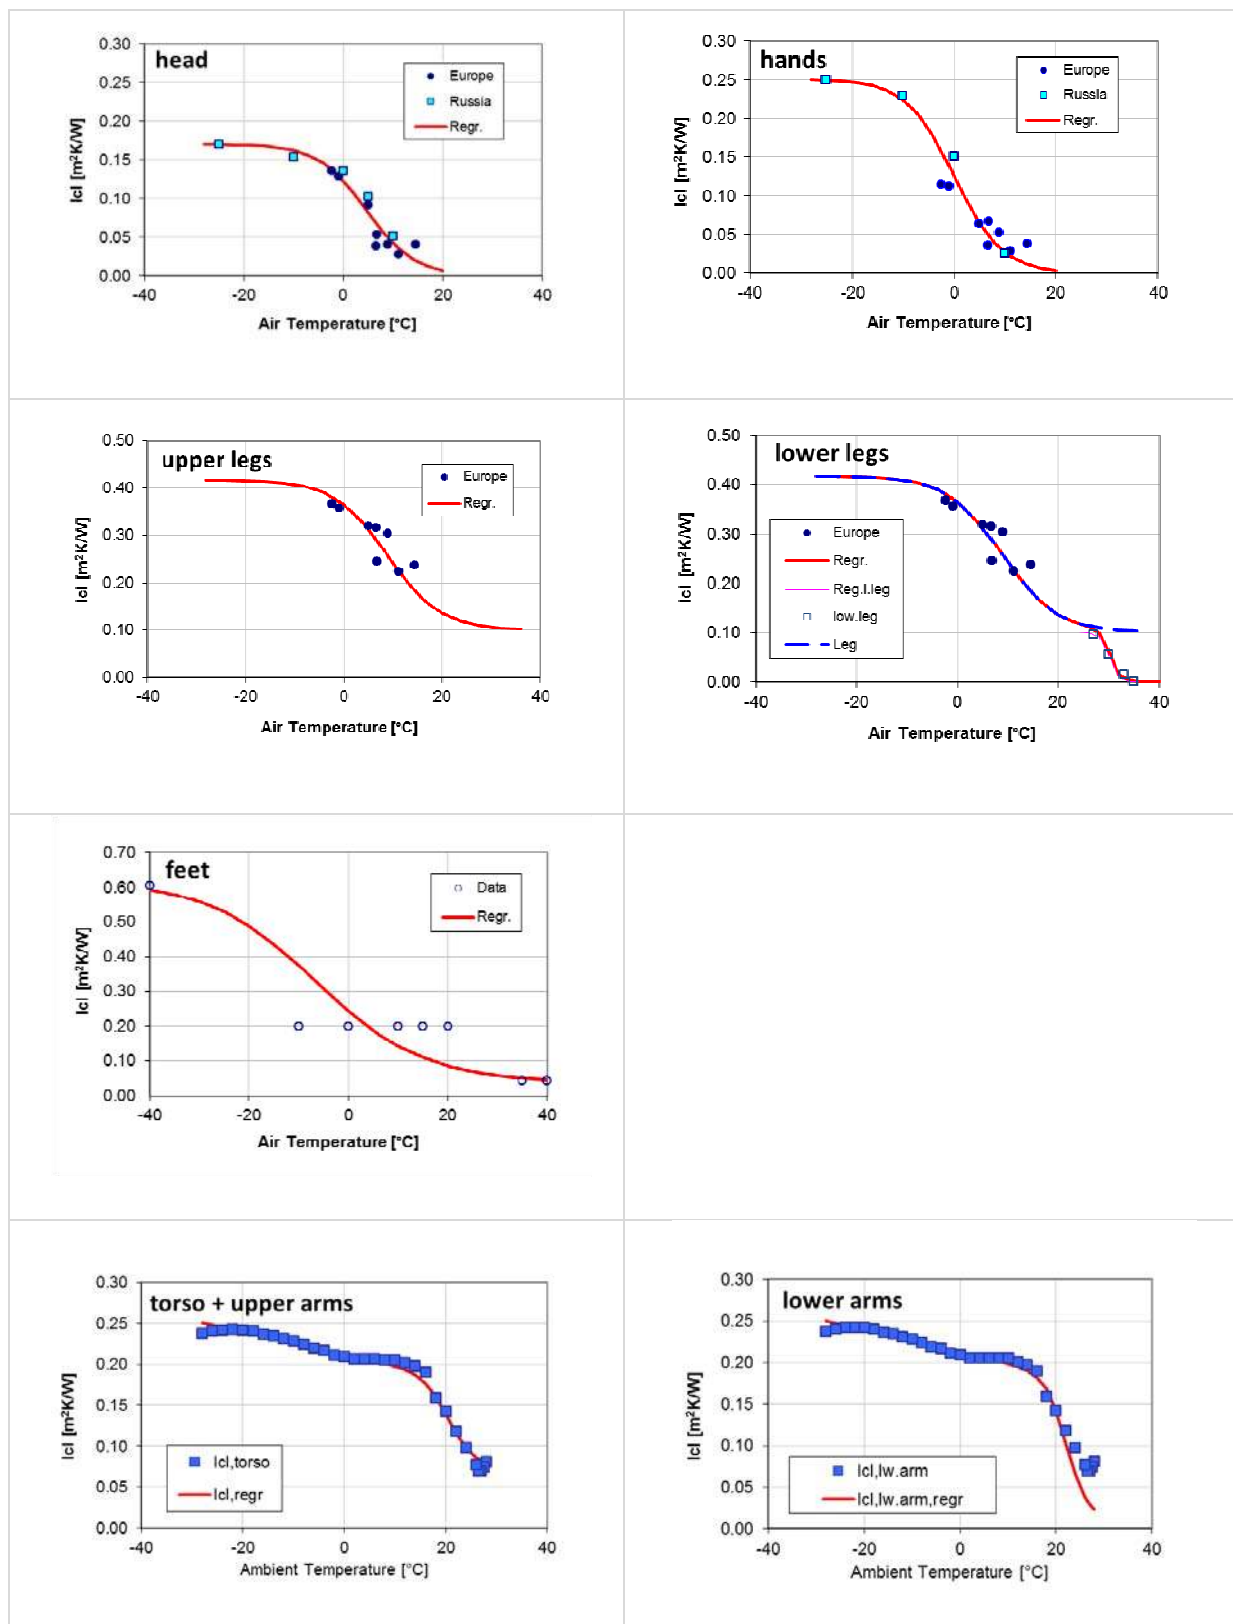 head
0.30
0.25
0.20
0.15
0.10
0.05
0.00
Icl [m²K/W]
-40
-20
0
20
40
Air Temperature [°C]
Europe
Russia
Regr.
hands
0.30
0.25
0.20
0.15
0.10
0.05
0.00
Icl [m²K/W]
-40
-20
0
20
40
Air Temperature [°C]
Europe
Russia
Regr.
upper legs
0.50
0.40
0.30
0.20
0.10
0.00
Icl [m²K/W]
-40
-20
0
20
40
Air Temperature [°C]
Europe
Regr.
lower legs
0.50
0.40
0.30
0.20
0.10
0.00
Icl [m²K/W]
-40
-20
0
20
40
Air Temperature [°C]
Europe
Regr.
Reg.l.leg
low.leg
Leg
feet
0.70
0.60
0.50
0.40
0.30
0.20
0.10
0.00
Icl [m²K/W]
-40
-20
0
20
40
Air Temperature [°C]
Data
Regr.
torso + upper arms
0.30
0.25
0.20
0.15
0.10
0.05
0.00
Icl [m²K/W]
-40
-20
0
20
40
Ambient Temperature [°C]
Icl,torso
Icl,regr
lower arms
0.30
0.25
0.20
0.15
0.10
0.05
0.00
Icl [m²K/W]
-40
-20
0
20
40
Ambient Temperature [°C]
Icl,lw.arm
Icl,lw.arm,regr